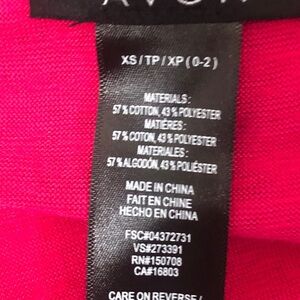 AVON
XS/TP/XP(0-2)
MATERIALS:
57% COTTON, 43% POLYESTER
MATIÈRES:
57% COTON, 43% POLYESTER
MATERIALES:
57% ALGODÓN, 43% POLIÉSTER
MADE IN CHINA
FAIT EN CHINE
HECHO EN CHINA
FSC#04372731
VS#273391
RN#150708
CA#16803
CARE ON REVERSE/